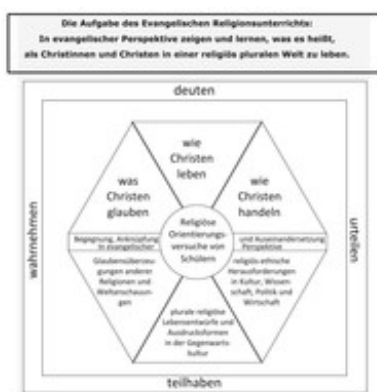 Die Aufgabe des Evangelischen Religionsunterrichts:
In evangelischer Perspektive zeigen und lernen, was es heißt,
als Christinnen und Christen in einer religiös pluralen Welt zu leben.
deuten
wahrnehmen
urteilen
wie
Christen
leben
was
Christen
glauben
wie
Christen
handeln
Religiöse
Orientierungs-
versuche von
Schülern
Begegnung, Anknüpfung
in evangelischer
und Auseinandersetzung
Perspektive
Glaubensüberzeu-
gungen anderer
Religionen und
Weltanschauun-
gen
religiös-ethische
Herausforderungen
in Kultur, Wissen-
schaft, Politik und
Wirtschaft
plurale religiöse
Lebensentwürfe und
Ausdrucksformen
in der Gegenwarts-
kultur
teilhaben